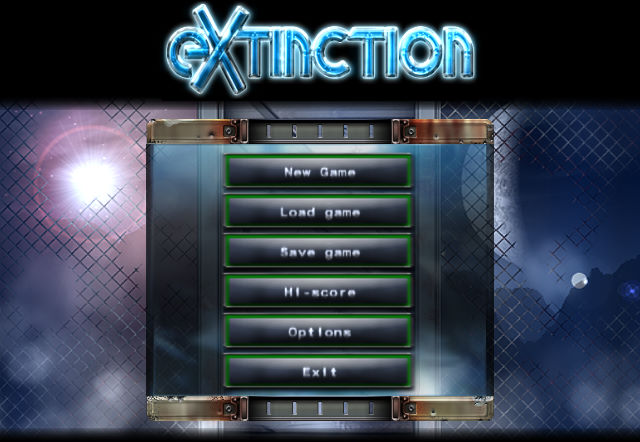 eXTINCTION
New Game
Load game
Save game
Hi-score
Options
Exit